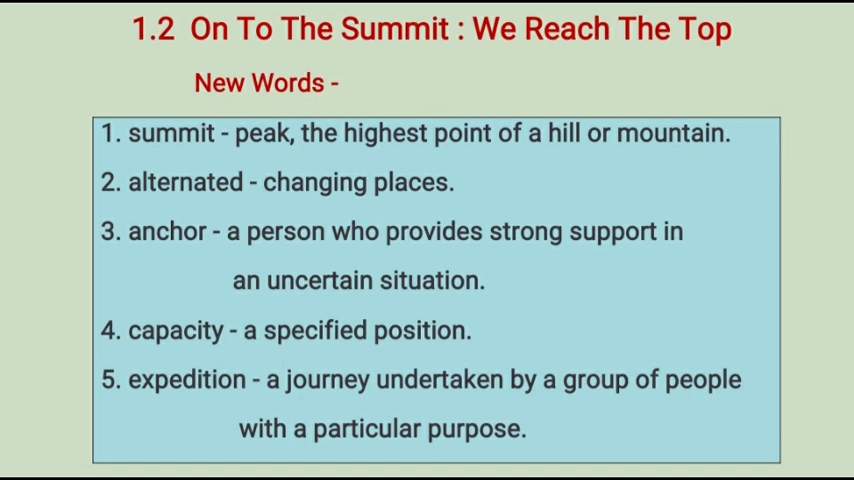 1.2 On To The Summit : We Reach The Top
New Words -
1. summit - peak, the highest point of a hill or mountain.
2. alternated - changing places.
3. anchor - a person who provides strong support in
an uncertain situation.
4. capacity - a specified position.
5. expedition - a journey undertaken by a group of people
with a particular purpose.